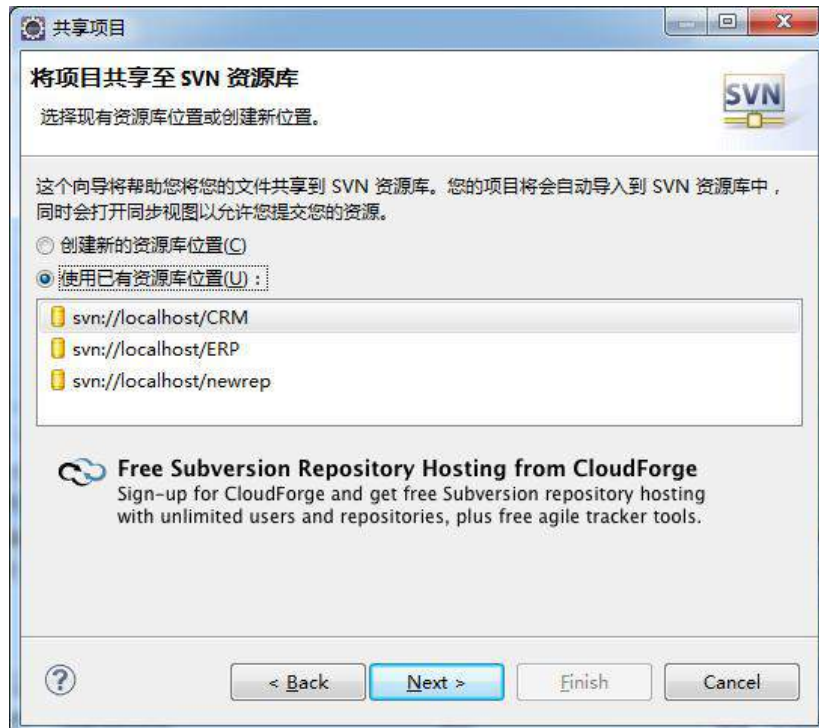 共享项目
将项目共享至 SVN 资源库
选择现有资源库位置或创建新位置。
SVN
这个向导将帮助您将您的文件共享到 SVN 资源库。您的项目将会自动导入到 SVN 资源库中，
同时会打开同步视图以允许您提交您的资源。
创建新的资源库位置(C)
使用已有资源库位置(U)：
svn://localhost/CRM
svn://localhost/ERP
svn://localhost/newrep
Free Subversion Repository Hosting from CloudForge
Sign-up for CloudForge and get free Subversion repository hosting
with unlimited users and repositories, plus free agile tracker tools.
? < Back Next > Finish Cancel